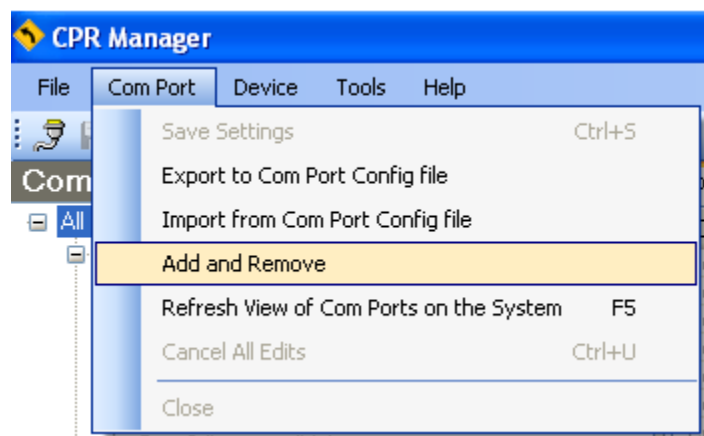 CPR Manager
File Com Port Device Tools Help
Save Settings Ctrl+S
Com
Export to Com Port Config file
All
Import from Com Port Config file
Add and Remove
Refresh View of Com Ports on the System F5
Cancel All Edits Ctrl+U
Close